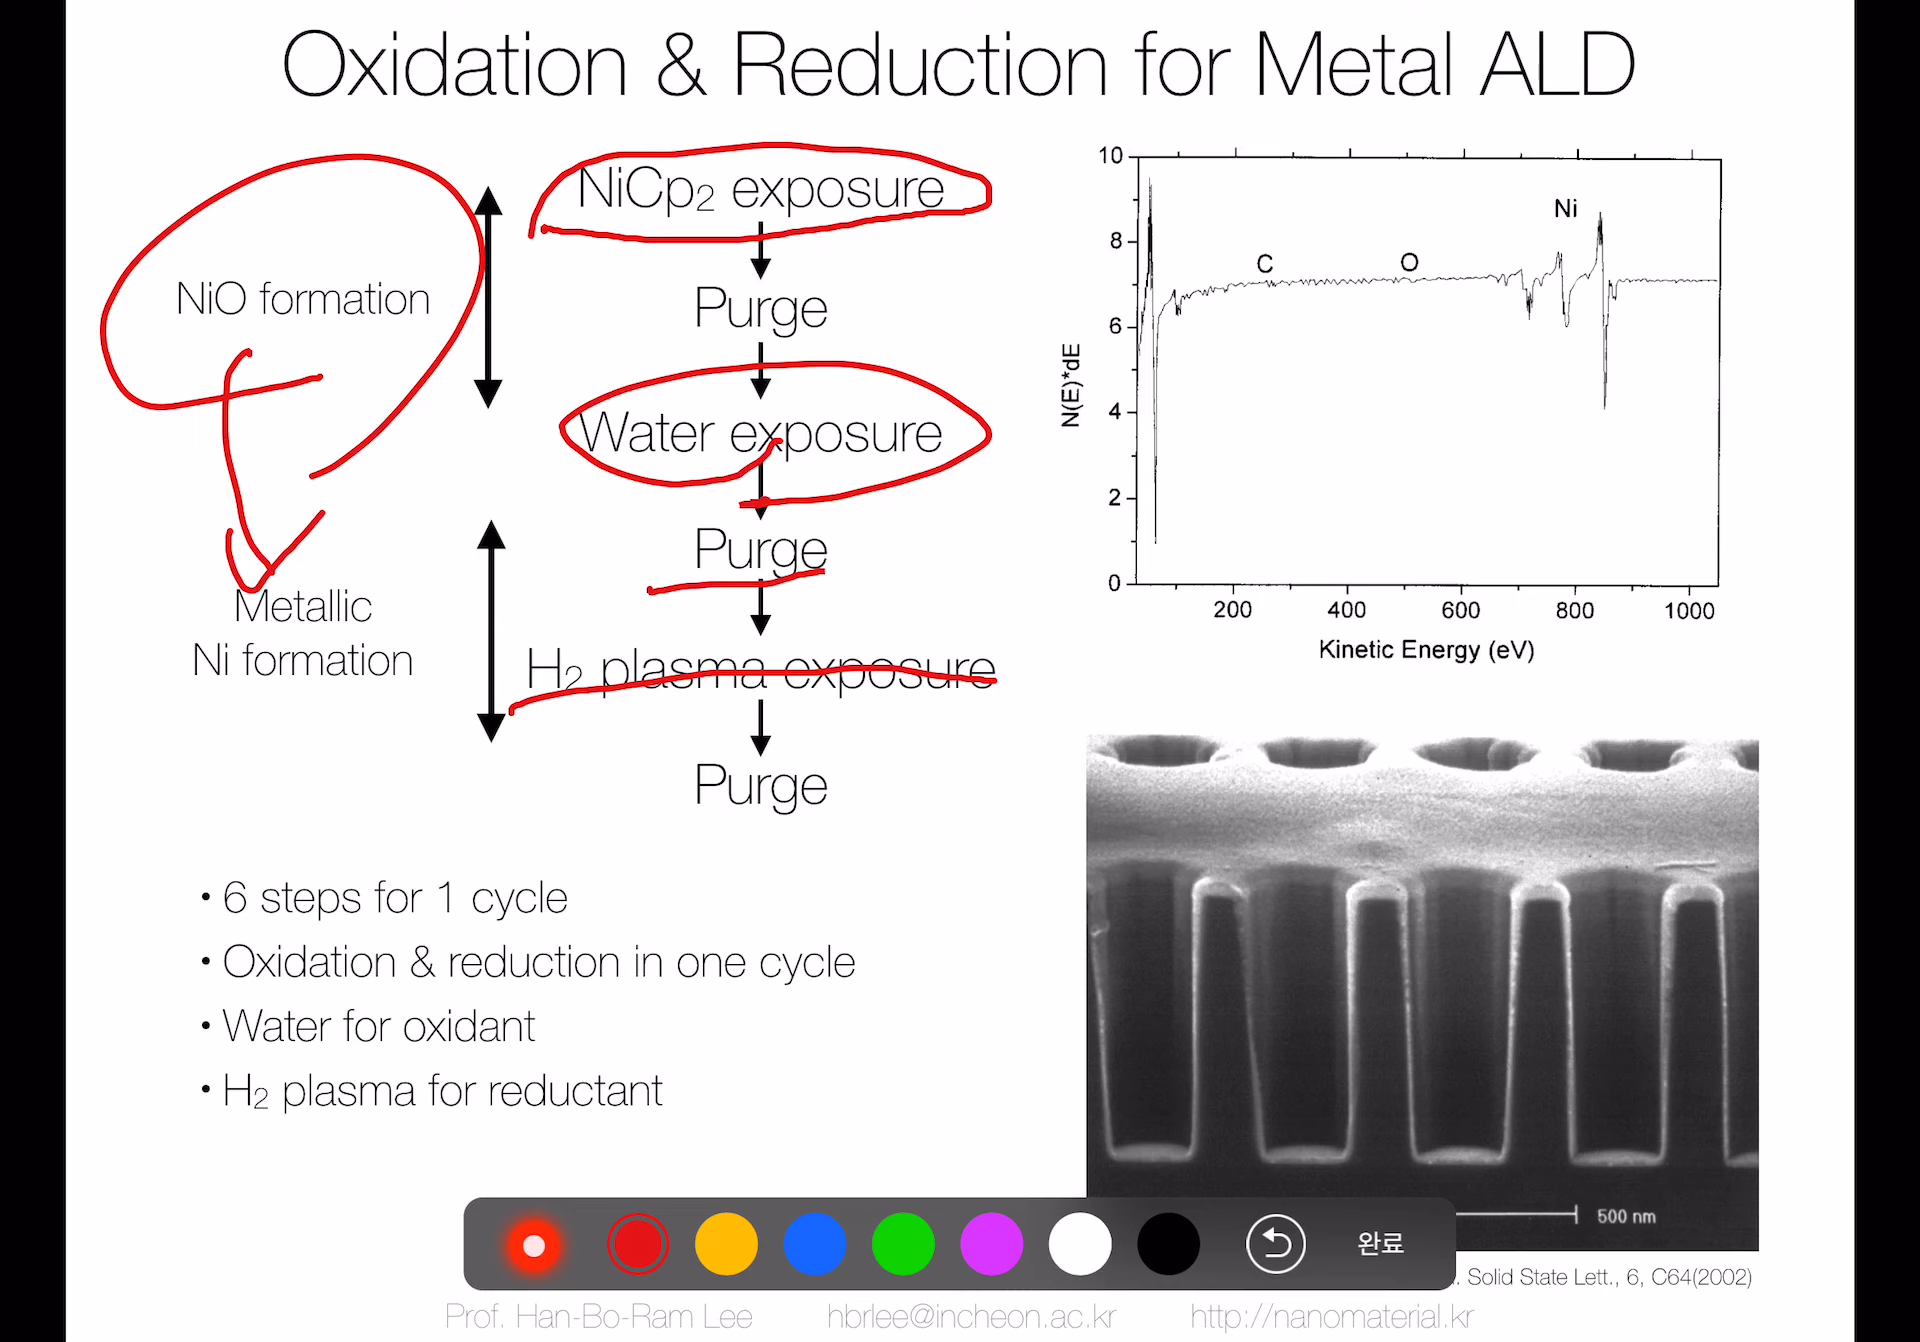 Oxidation & Reduction for Metal ALD
NiCp2 exposure
Purge
Water exposure
Purge
H2 plasma exposure
Purge
NiO formation
Metallic
Ni formation
• 6 steps for 1 cycle
• Oxidation & reduction in one cycle
• Water for oxidant
• H2 plasma for reductant
10
8
6
4
2
0
N(E)*dE
C
O
Ni
200
400
600
800
1000
Kinetic Energy (eV)
500 nm
완료
. Solid State Lett., 6, C64(2002)
Prof. Han-Bo-Ram Lee
hbrlee@incheon.ac.kr
http://nanomaterial.kr